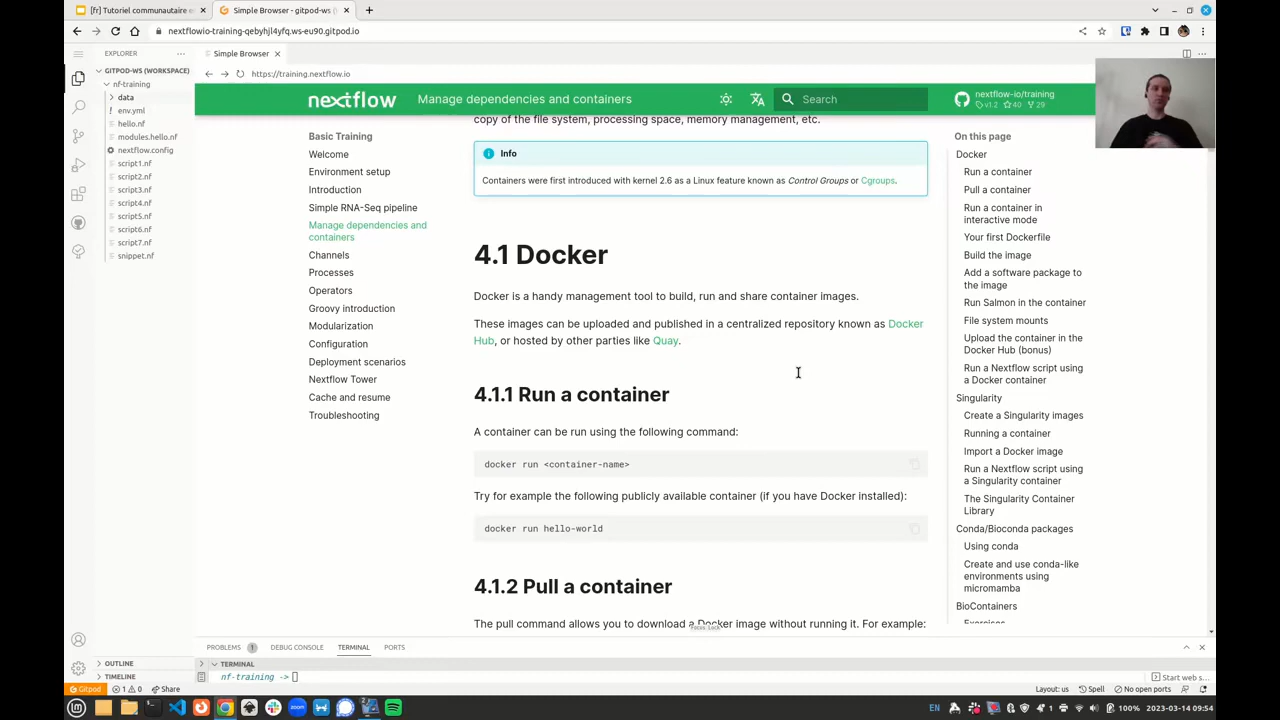 [fr] Tutoriel communautaire e
Simple Browser - gitpod-ws (
nextflowio-training-qebyhjl4yfq.ws-eu90.gitpod.io
EXPLORER
Simple Browser
GITPOD-WS (WORKSPACE)
nf-training
data
env.yml
hello.nf
modules.hello.nf
nextflow.config
script1.nf
script2.nf
script3.nf
script4.nf
script5.nf
script6.nf
script7.nf
snippet.nf
https://training.nextflow.io
nextflow
Manage dependencies and containers
Search
nextflow-io/training
v1.2 40 29
Basic Training
Welcome
Environment setup
Introduction
Simple RNA-Seq pipeline
Manage dependencies and
containers
Channels
Processes
Operators
Groovy introduction
Modularization
Configuration
Deployment scenarios
Nextflow Tower
Cache and resume
Troubleshooting
copy of the file system, processing space, memory management, etc.
Info
Containers were first introduced with kernel 2.6 as a Linux feature known as Control Groups or Cgroups.
4.1 Docker
Docker is a handy management tool to build, run and share container images.
These images can be uploaded and published in a centralized repository known as Docker
Hub, or hosted by other parties like Quay.
4.1.1 Run a container
A container can be run using the following command:
docker run <container-name>
Try for example the following publicly available container (if you have Docker installed):
docker run hello-world
4.1.2 Pull a container
The pull command allows you to download a Docker image without running it. For example:
On this page
Docker
Run a container
Pull a container
Run a container in
interactive mode
Your first Dockerfile
Build the image
Add a software package to
the image
Run Salmon in the container
File system mounts
Upload the container in the
Docker Hub (bonus)
Run a Nextflow script using
a Docker container
Singularity
Create a Singularity images
Running a container
Import a Docker image
Run a Nextflow script using
a Singularity container
The Singularity Container
Library
Conda/Bioconda packages
Using conda
Create and use conda-like
environments using
micromamba
BioContainers
Exercises
PROBLEMS 1 DEBUG CONSOLE TERMINAL PORTS
OUTLINE
TIMELINE
TERMINAL
nf-training ->
Start web s...
Gitpod 1 0 Share
Layout: us Spell No open ports
EN 1 100% 2023-03-14 09:54